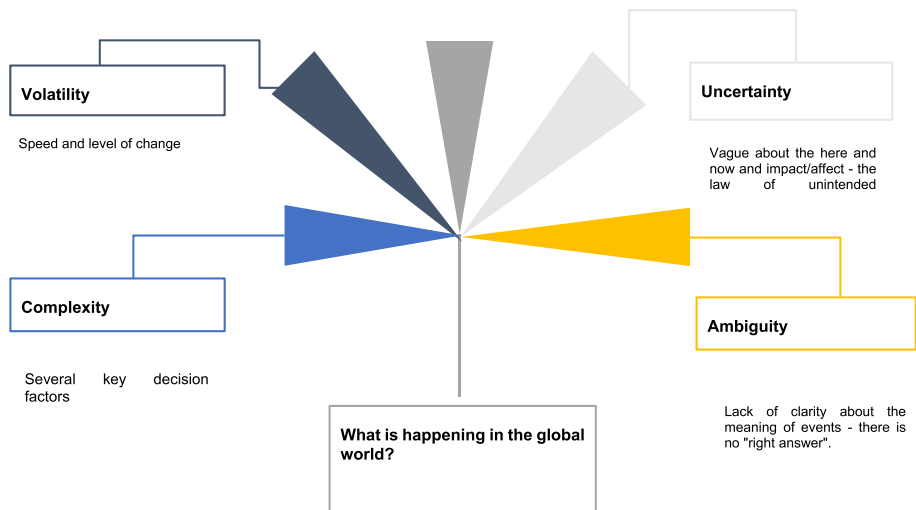 Volatility
Speed and level of change
Uncertainty
Vague about the here and
now and impact/affect - the
law of unintended
Complexity
Several key decision
factors
Ambiguity
Lack of clarity about the
meaning of events - there is
no "right answer".
What is happening in the global
world?